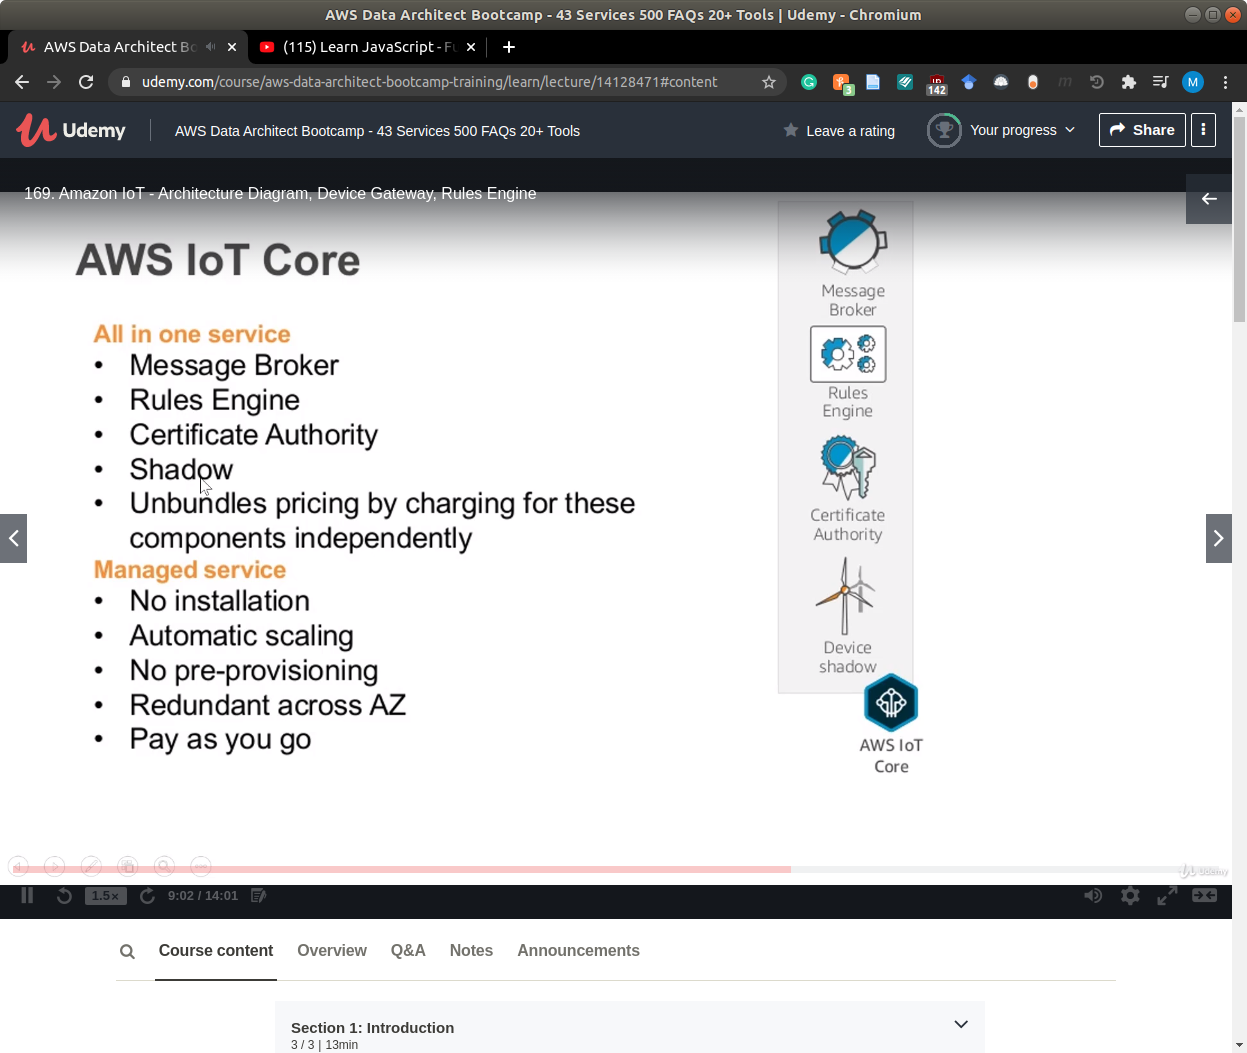 AWS Data Architect Bootcamp - 43 Services 500 FAQs 20+ Tools | Udemy - Chromium
AWS Data Architect Bo
(115) Learn JavaScript - Fu
udemy.com/course/aws-data-architect-bootcamp-training/learn/lecture/14128471#content
3
142
M
Udemy
AWS Data Architect Bootcamp - 43 Services 500 FAQs 20+ Tools
Leave a rating
Your progress
Share
169. Amazon IoT - Architecture Diagram, Device Gateway, Rules Engine
AWS IoT Core
All in one service
• Message Broker
• Rules Engine
• Certificate Authority
• Shadow
• Unbundles pricing by charging for these
components independently
Managed service
• No installation
• Automatic scaling
• No pre-provisioning
• Redundant across AZ
• Pay as you go
Message
Broker
Rules
Engine
Certificate
Authority
Device
shadow
AWS IoT
Core
Udemy
1.5x
9:02 / 14:01
Course content
Overview
Q&A
Notes
Announcements
Section 1: Introduction
3 / 3 | 13min